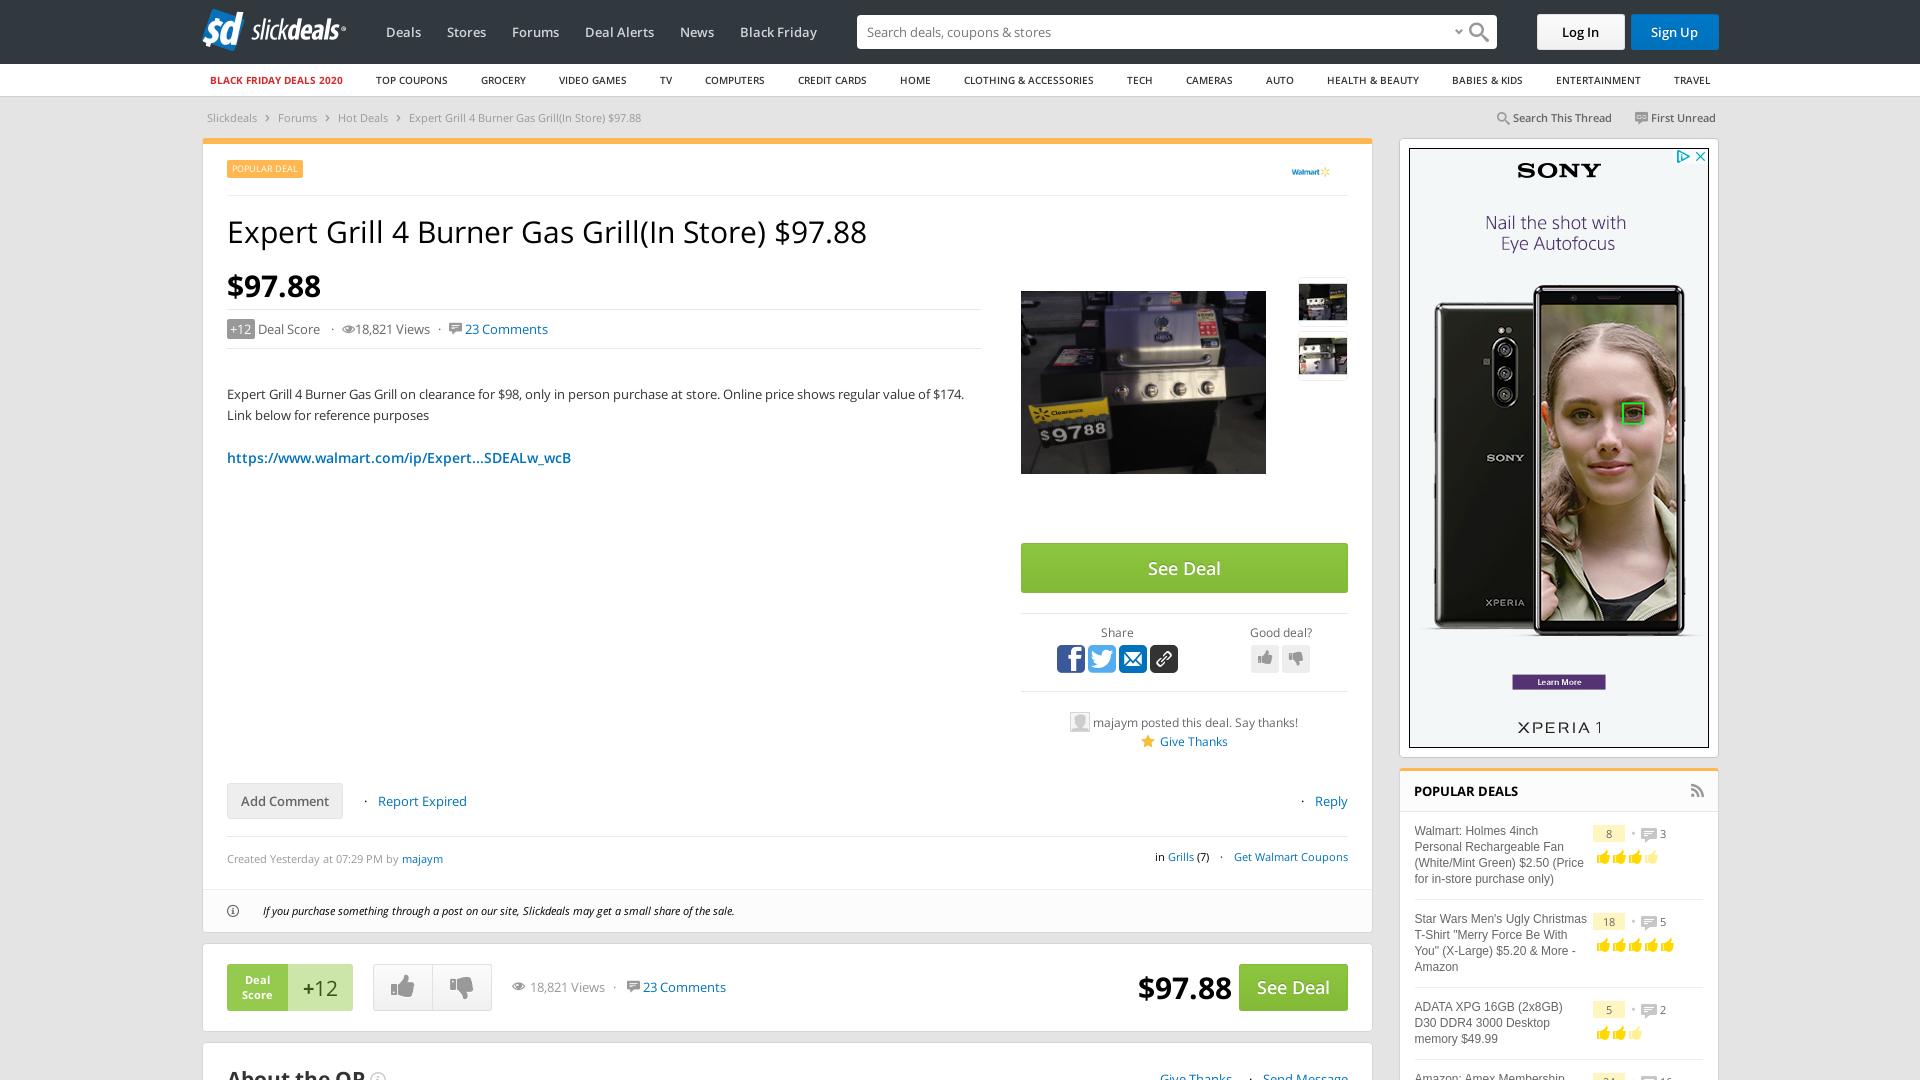 slickdeals
Deals
Stores
Forums
Deal Alerts
News
Black Friday
Search deals, coupons & stores
Log In
Sign Up
BLACK FRIDAY DEALS 2020
TOP COUPONS
GROCERY
VIDEO GAMES
TV
COMPUTERS
CREDIT CARDS
HOME
CLOTHING & ACCESSORIES
TECH
CAMERAS
AUTO
HEALTH & BEAUTY
BABIES & KIDS
ENTERTAINMENT
TRAVEL
Slickdeals › Forums › Hot Deals › Expert Grill 4 Burner Gas Grill(In Store) $97.88
Search This Thread
First Unread
POPULAR DEAL
Walmart
Expert Grill 4 Burner Gas Grill(In Store) $97.88
$97.88
+12 Deal Score · 18,821 Views · 23 Comments
Expert Grill 4 Burner Gas Grill on clearance for $98, only in person purchase at store. Online price shows regular value of $174.
Link below for reference purposes
https://www.walmart.com/ip/Expert...SDEALw_wcB
Clearance
$9788
See Deal
Share
Good deal?
majaym posted this deal. Say thanks!
Give Thanks
Add Comment
· Report Expired
· Reply
Created Yesterday at 07:29 PM by majaym
in Grills (7) · Get Walmart Coupons
If you purchase something through a post on our site, Slickdeals may get a small share of the sale.
Deal
Score
+12
18,821 Views · 23 Comments
$97.88
See Deal
About the OP
Give Thanks · Send Message
SONY
Nail the shot with
Eye Autofocus
SONY
XPERIA
Learn More
XPERIA 1
POPULAR DEALS
Walmart: Holmes 4inch
Personal Rechargeable Fan
(White/Mint Green) $2.50 (Price
for in-store purchase only)
8 · 3
Star Wars Men's Ugly Christmas
T-Shirt "Merry Force Be With
You" (X-Large) $5.20 & More -
Amazon
18 · 5
ADATA XPG 16GB (2x8GB)
D30 DDR4 3000 Desktop
memory $49.99
5 · 2
Amazon: Amex Membership
24 · 16